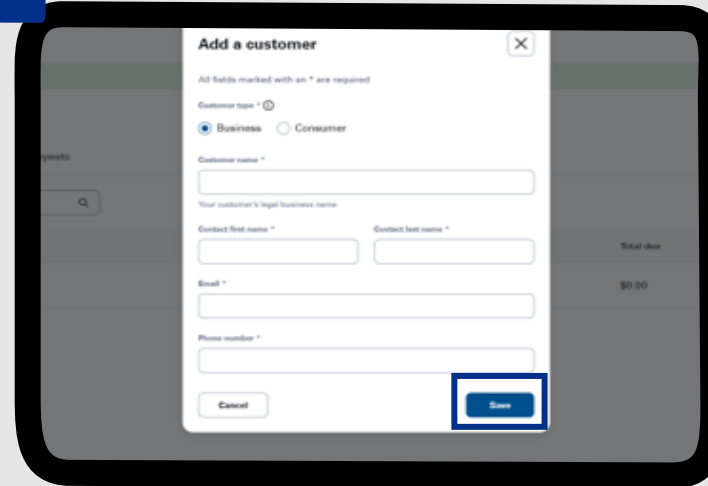 Add a customer
All fields marked with an * are required
Customer type *
Business Consumer
Customer name *
Your customer's legal business name
Contact first name * Contact last name *
Email *
Phone number *
Cancel Save
youts
Total due
$0.00